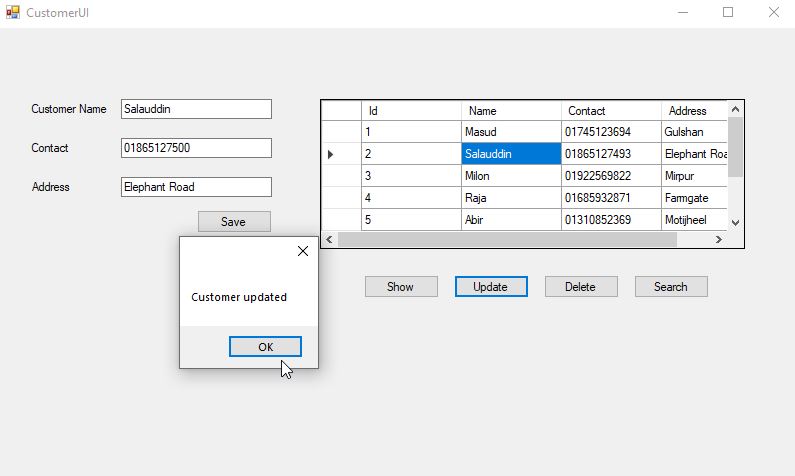 CustomerUI
Customer Name Salauddin
Contact 01865127500
Address Elephant Road
Save
Id Name Contact Address
1 Masud 01745123694 Gulshan
2 Salauddin 01865127493 Elephant Roa
3 Milon 01922569822 Mirpur
4 Raja 01685932871 Farmgate
5 Abir 01310852369 Motijheel
Show Update Delete Search
Customer updated
OK